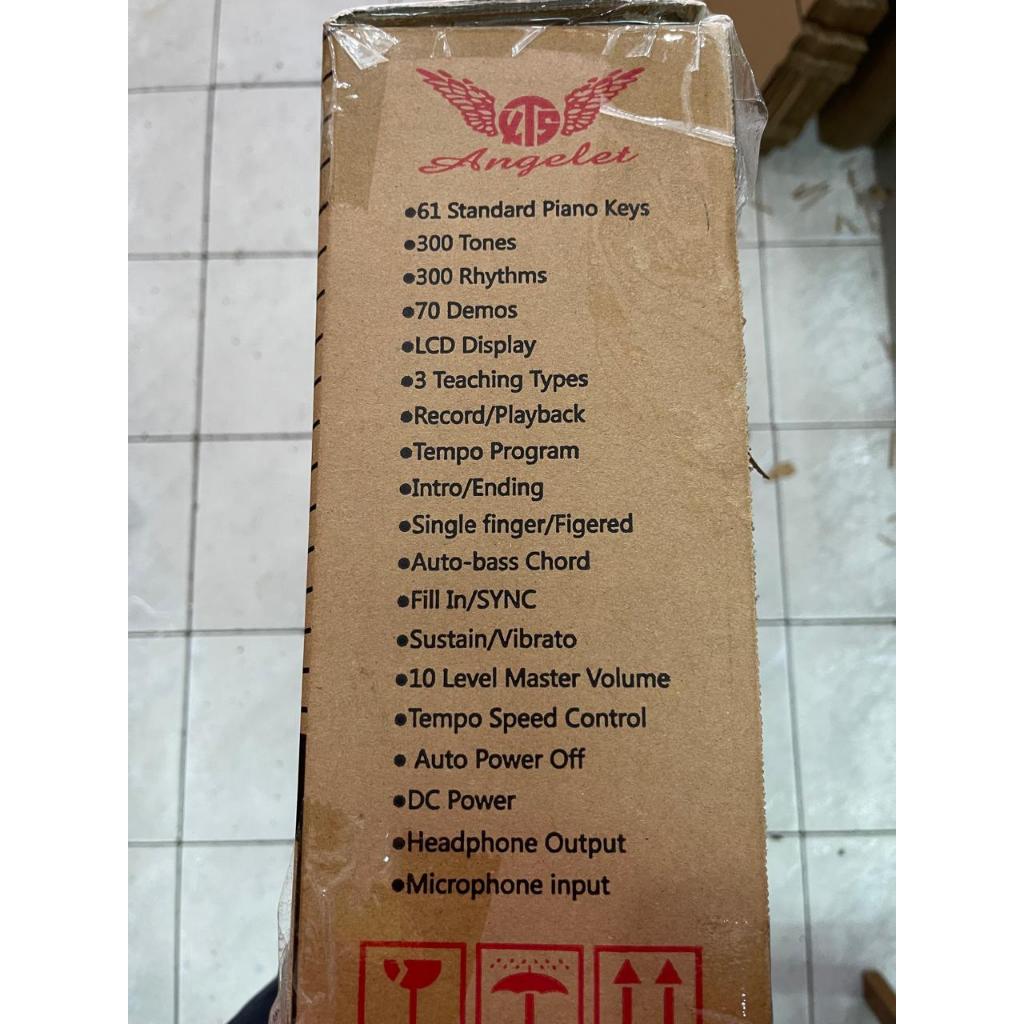 XTS
Angelet
●61 Standard Piano Keys
●300 Tones
●300 Rhythms
●70 Demos
●LCD Display
●3 Teaching Types
●Record/Playback
●Tempo Program
●Intro/Ending
●Single finger/Figered
●Auto-bass Chord
●Fill In/SYNC
●Sustain/Vibrato
●10 Level Master Volume
●Tempo Speed Control
● Auto Power Off
●DC Power
●Headphone Output
●Microphone input